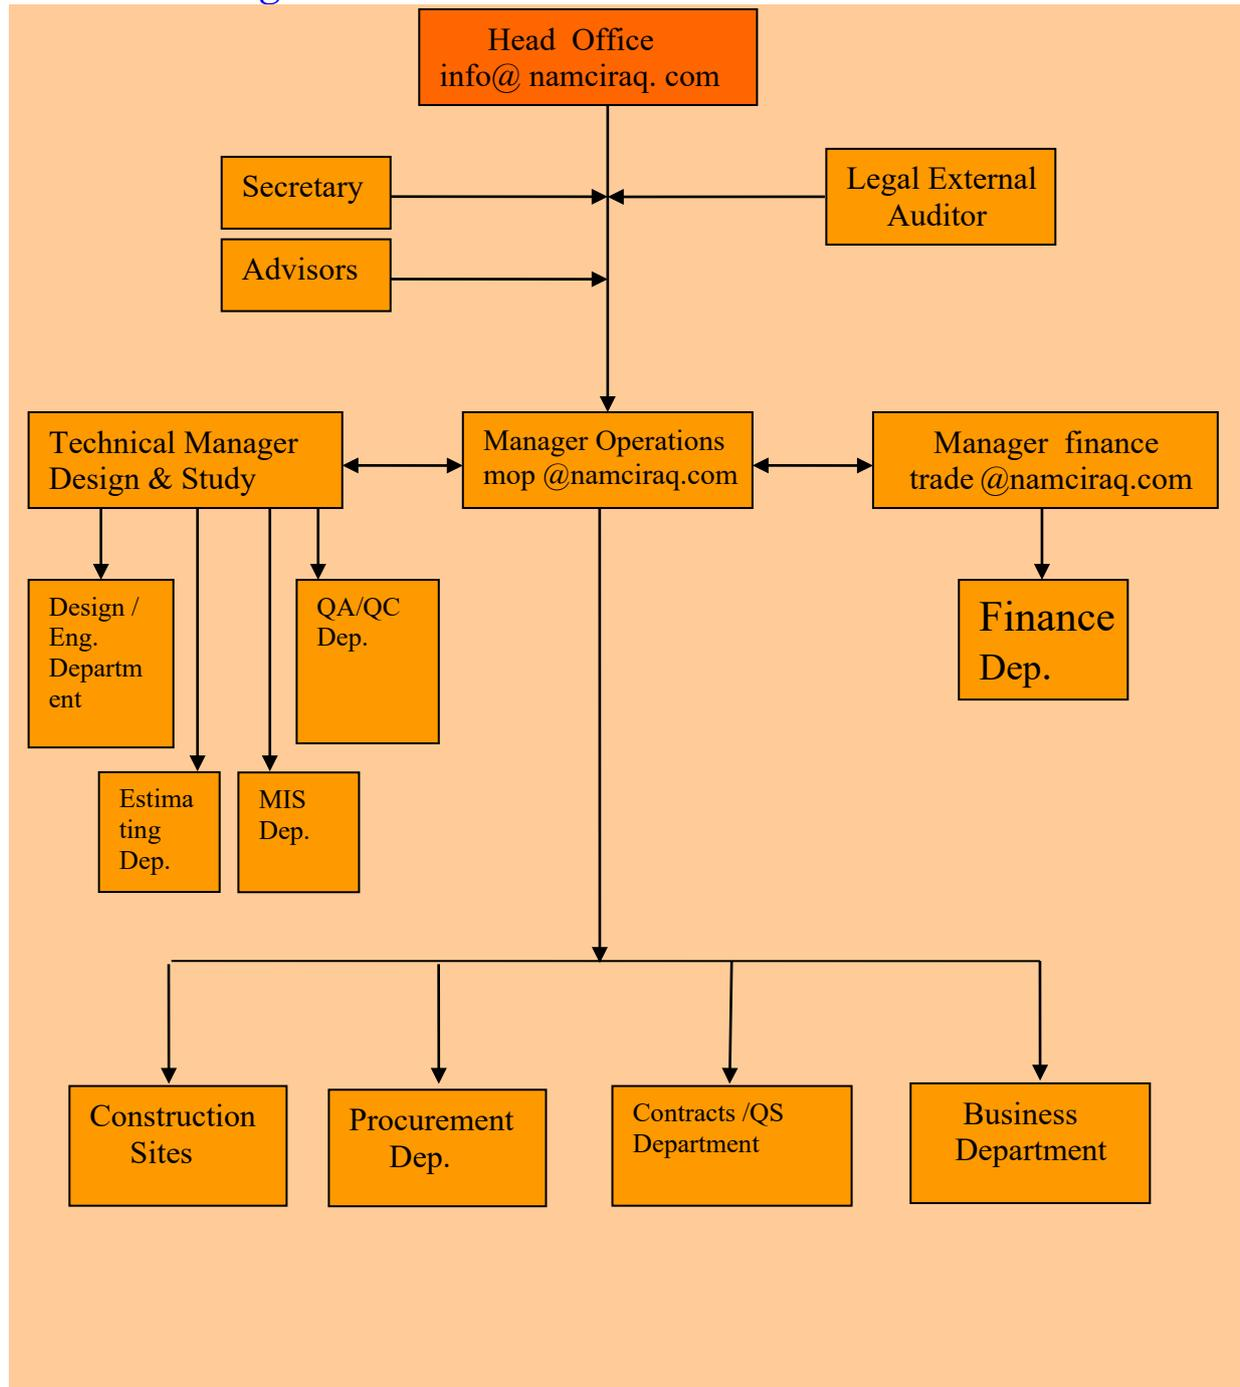 Head Office
info@ namciraq. com
Secretary
Legal External
Auditor
Advisors
Technical Manager
Design & Study
Manager Operations
mop @namciraq.com
Manager finance
trade @namciraq.com
Design /
Eng.
Departm
ent
QA/QC
Dep.
Finance
Dep.
Estima
ting
Dep.
MIS
Dep.
Construction
Sites
Procurement
Dep.
Contracts /QS
Department
Business
Department